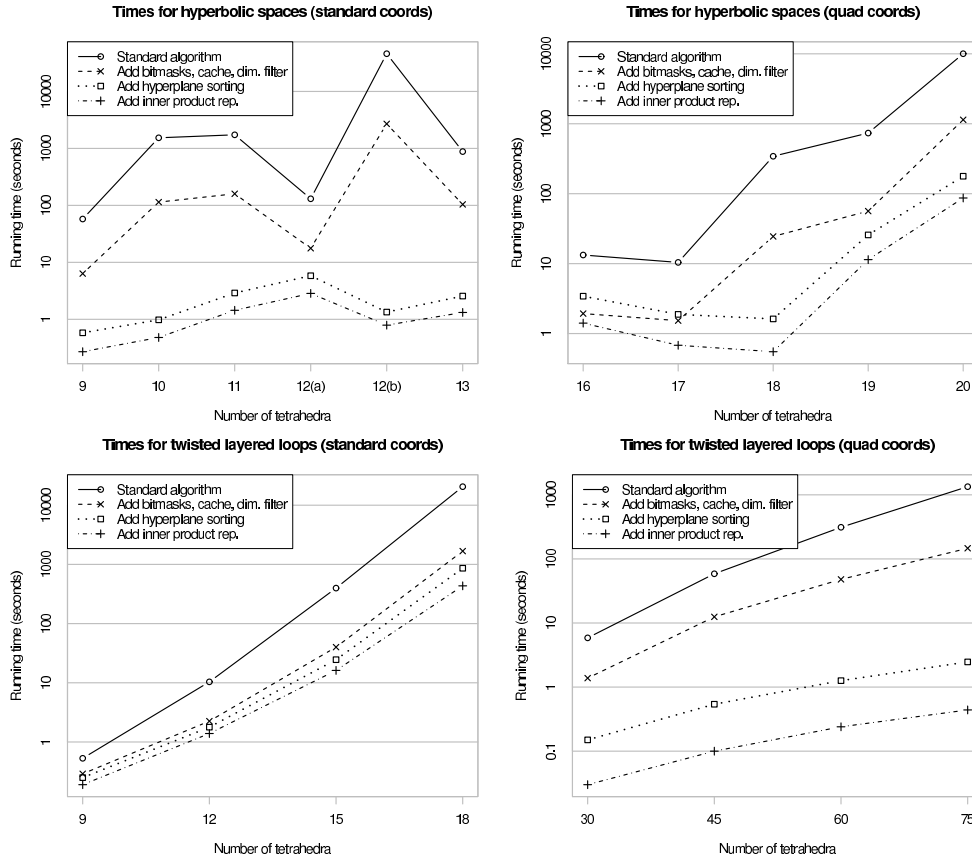 Times for hyperbolic spaces (standard coords)
Standard algorithm
Add bitmasks, cache, dim. filter
Add hyperplane sorting
Add inner product rep.
Running time (seconds)
10000
1000
100
10
1
9
10
11
12(a)
12(b)
13
Number of tetrahedra
Times for hyperbolic spaces (quad coords)
Standard algorithm
Add bitmasks, cache, dim. filter
Add hyperplane sorting
Add inner product rep.
Running time (seconds)
10000
1000
100
10
1
16
17
18
19
20
Number of tetrahedra
Times for twisted layered loops (standard coords)
Standard algorithm
Add bitmasks, cache, dim. filter
Add hyperplane sorting
Add inner product rep.
Running time (seconds)
10000
1000
100
10
1
9
12
15
18
Number of tetrahedra
Times for twisted layered loops (quad coords)
Standard algorithm
Add bitmasks, cache, dim. filter
Add hyperplane sorting
Add inner product rep.
Running time (seconds)
1000
100
10
1
0.1
30
45
60
75
Number of tetrahedra